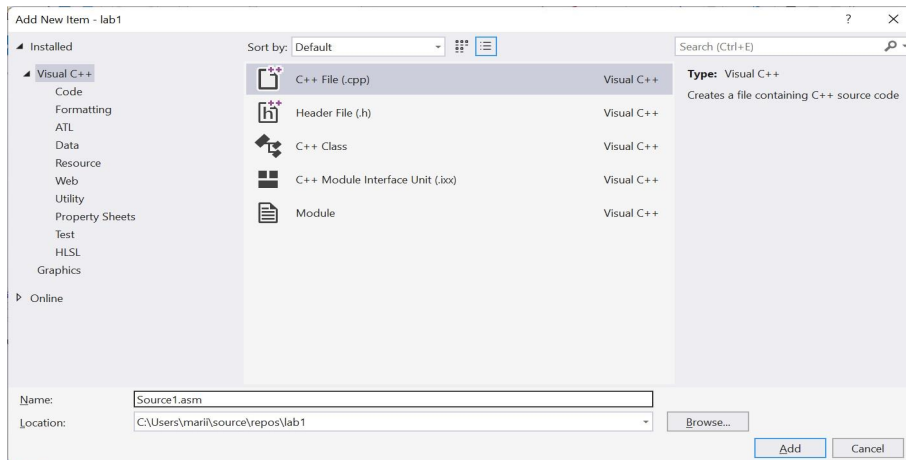 Add New Item - lab1 ? ×
Installed
Sort by: Default
Search (Ctrl+E)
Visual C++
Code
Formatting
ATL
Data
Resource
Web
Utility
Property Sheets
Test
HLSL
Graphics
Online
C++ File (.cpp) Visual C++
Header File (.h) Visual C++
C++ Class Visual C++
C++ Module Interface Unit (.ixx) Visual C++
Module Visual C++
Type: Visual C++
Creates a file containing C++ source code
Name: Source1.asm
Location: C:\Users\marii\source\repos\lab1
Browse...
Add Cancel